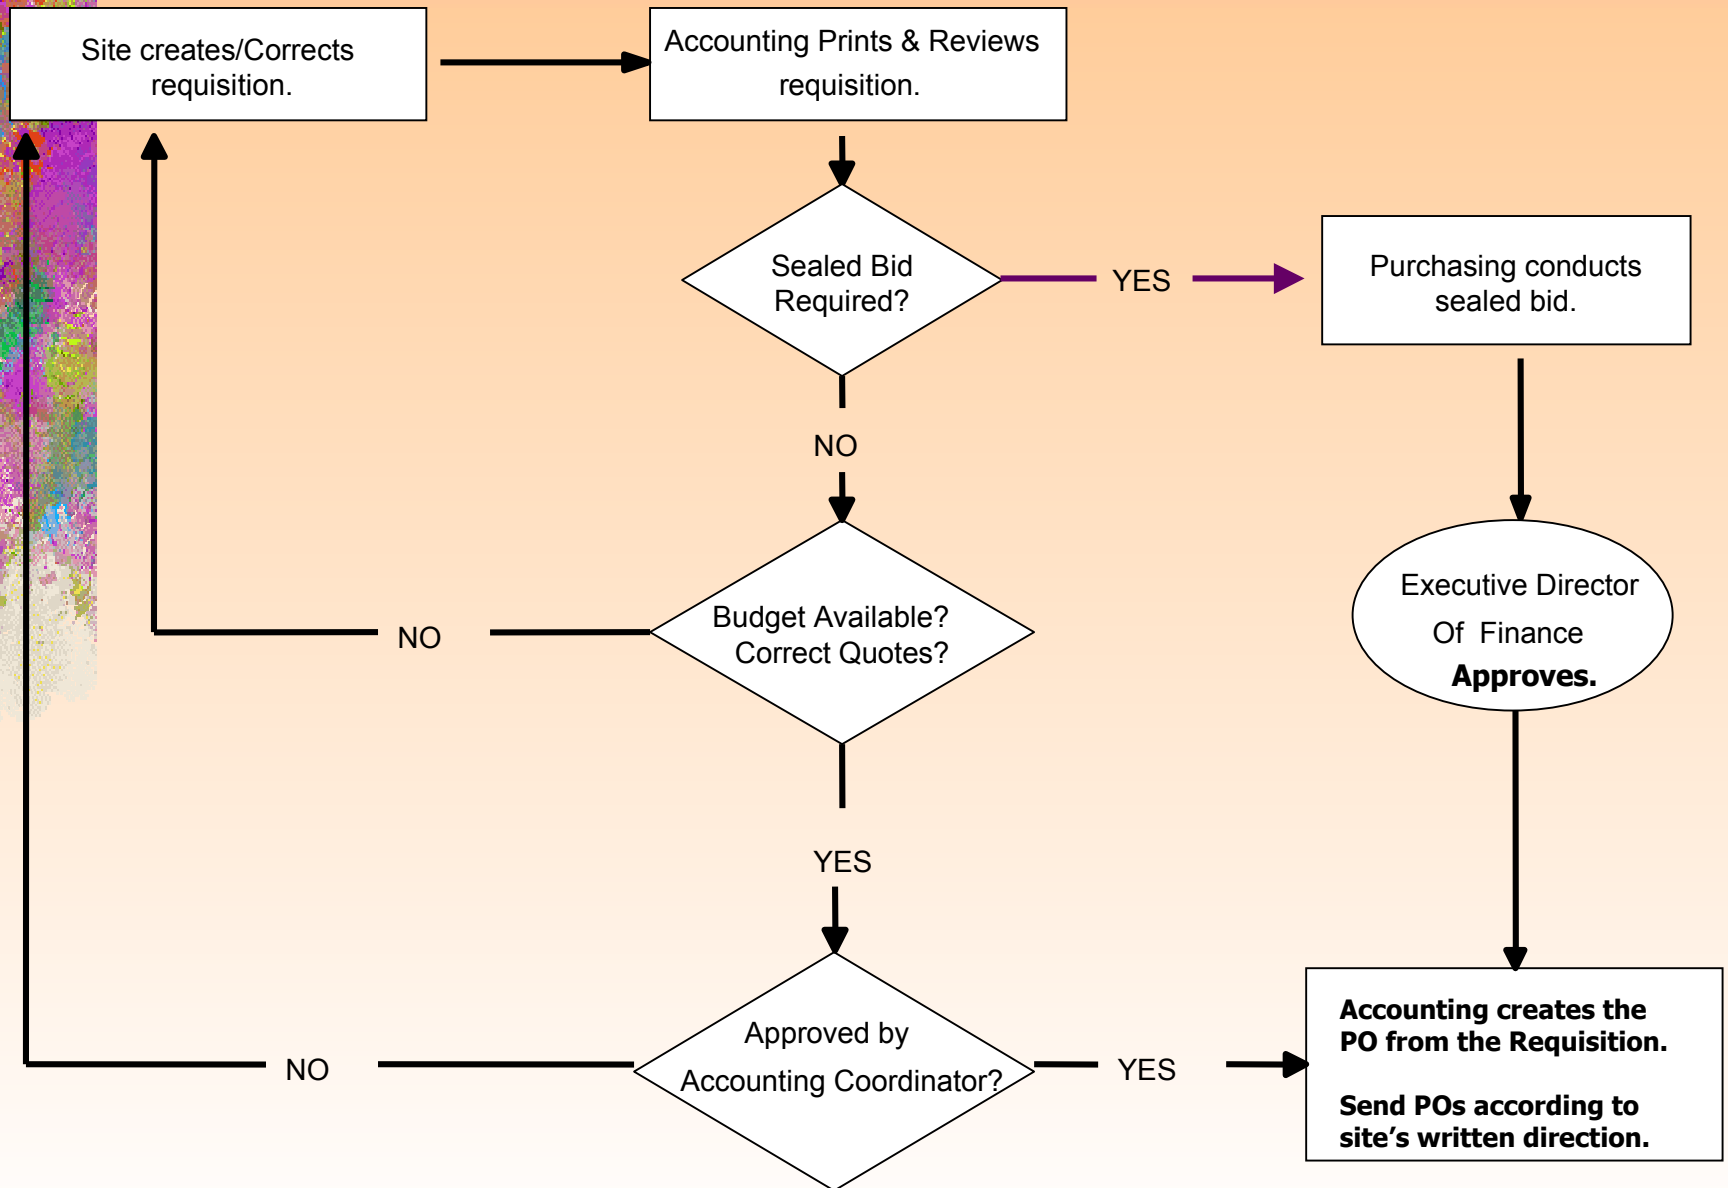 Site creates/Corrects
requisition.
Accounting Prints & Reviews
requisition.
Sealed Bid
Required?
YES
Purchasing conducts
sealed bid.
NO
Budget Available?
Correct Quotes?
NO
Executive Director
Of Finance
Approves.
YES
Approved by
Accounting Coordinator?
NO
YES
Accounting creates the
PO from the Requisition.
Send POs according to
site’s written direction.